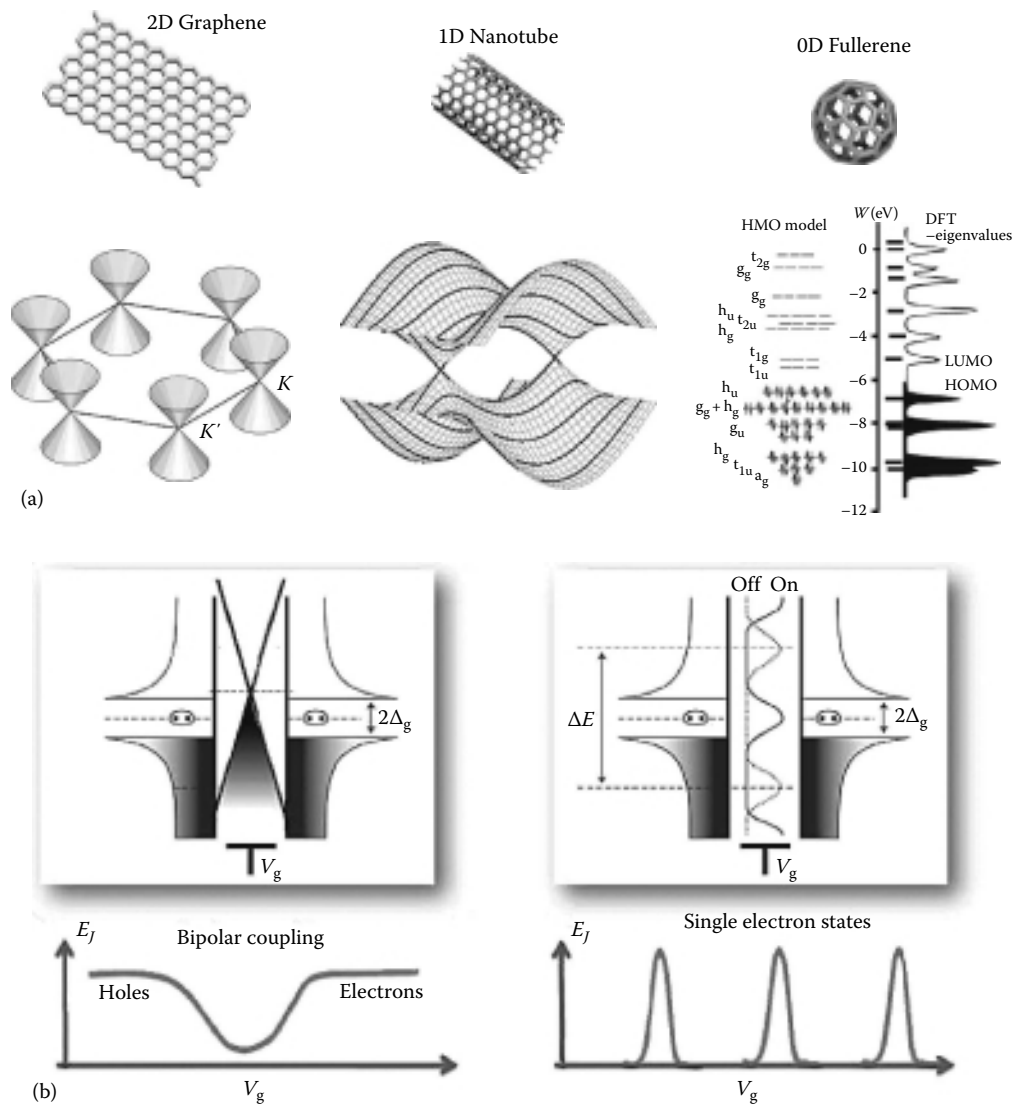 2D Graphene
1D Nanotube
0D Fullerene
K
K′
HMO model
W(eV)
DFT
–eigenvalues
t2g
gg
gg
hu
t2u
hg
t1g
t1u
hu
gg + hg
gu
hg
t1u
ag
0
−2
−4
−6
−8
−10
−12
LUMO
HOMO
(a)
2Δg
Vg
Off On
ΔE
2Δg
Vg
EJ
Bipolar coupling
Holes
Electrons
Vg
EJ
Single electron states
Vg
(b)